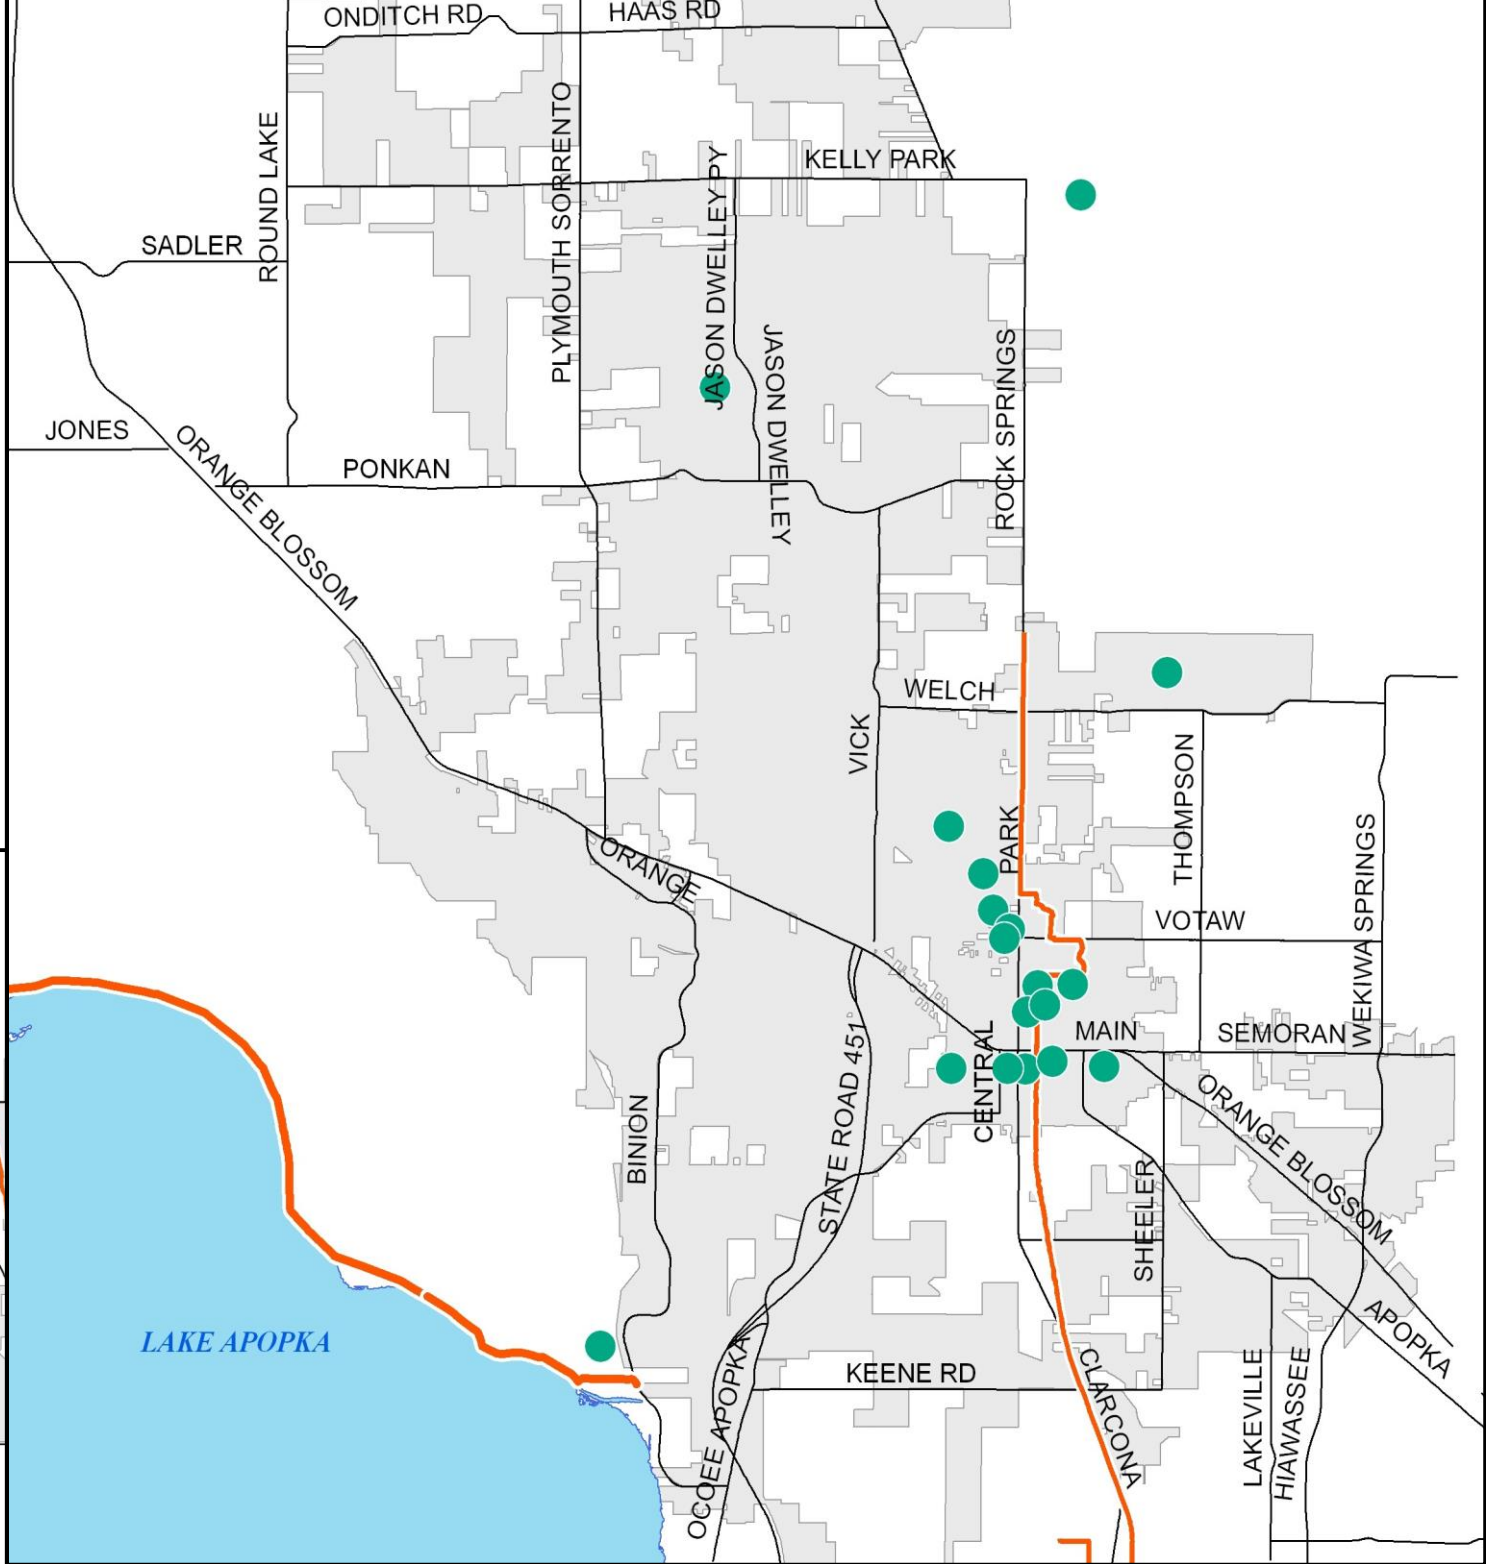 ONDITCH RD
HAAS RD
KELLY PARK
ROUND LAKE
PLYMOUTH SORRENTO
JASON DWELLEY PY
SADLER
JASON DWELLEY
ROCK SPRINGS
JONES
ORANGE BLOSSOM
PONKAN
WELCH
VICK
THOMPSON
PARK
WEKIWA SPRINGS
ORANGE
VOTAW
MAIN
SEMORAN
CENTRAL
STATE ROAD 451
BINION
ORANGE BLOSSOM
SHEELER
LAKE APOPKA
APOPKA
KEENE RD
OCOEE APOPKA
CLARCONA
LAKEVILLE
HIAWASSEE